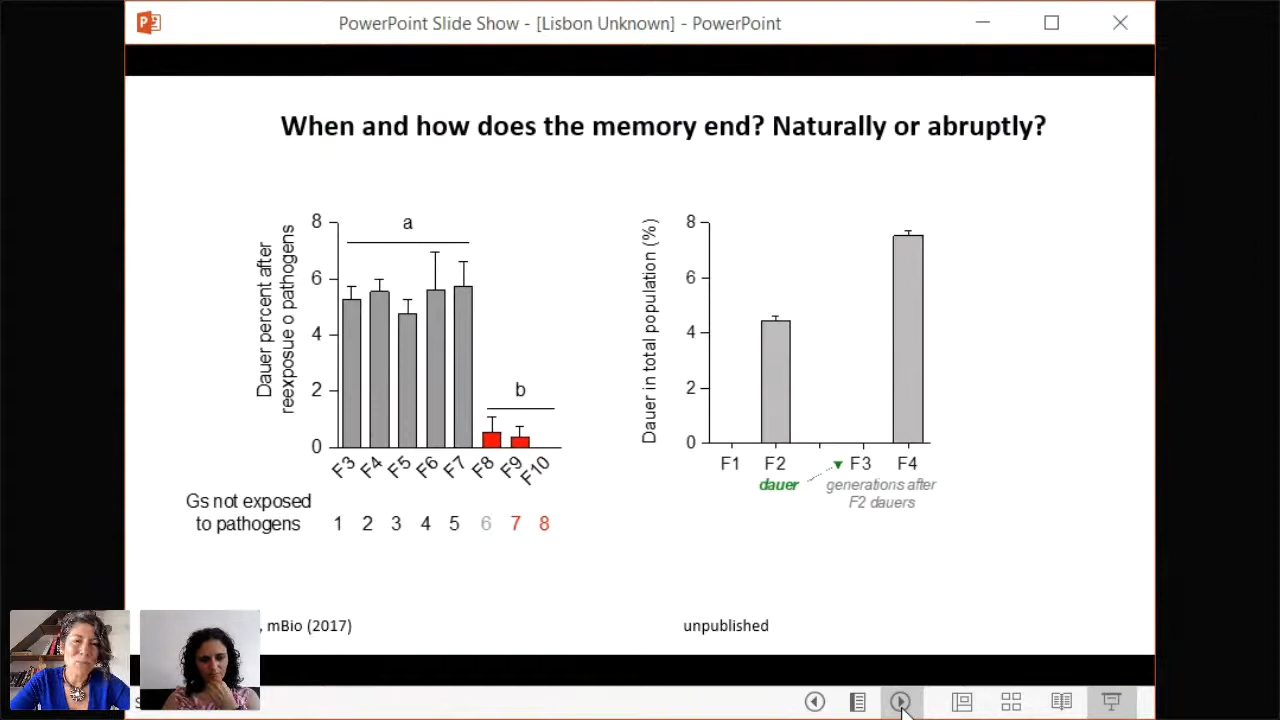 PowerPoint Slide Show - [Lisbon Unknown] - PowerPoint
When and how does the memory end? Naturally or abruptly?
Dauer percent after
reexposue o pathogens
8
6
4
2
0
a
b
F3 F4 F5 F6 F7 F8 F9 F10
Gs not exposed
to pathogens
1 2 3 4 5 6 7 8
Dauer in total population (%)
8
6
4
2
0
F1 F2 F3 F4
dauer
generations after
F2 dauers
, mBio (2017)
unpublished